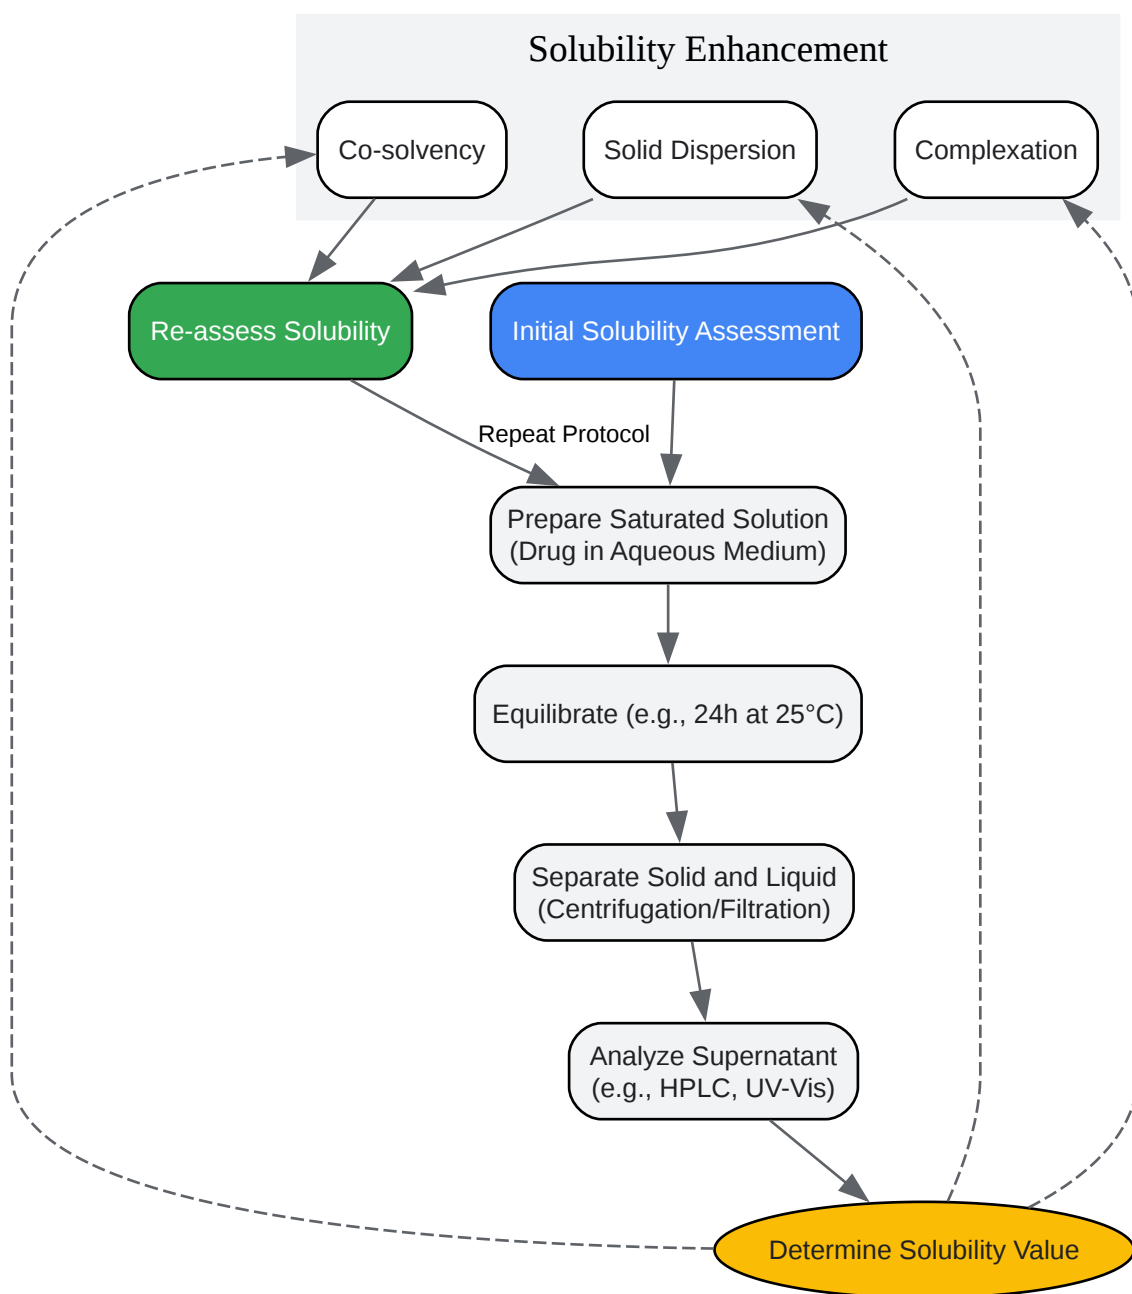 Solubility Enhancement
Co-solvency
Solid Dispersion
Complexation
Re-assess Solubility
Initial Solubility Assessment
Repeat Protocol
Prepare Saturated Solution
(Drug in Aqueous Medium)
Equilibrate (e.g., 24h at 25°C)
Separate Solid and Liquid
(Centrifugation/Filtration)
Analyze Supernatant
(e.g., HPLC, UV-Vis)
Determine Solubility Value